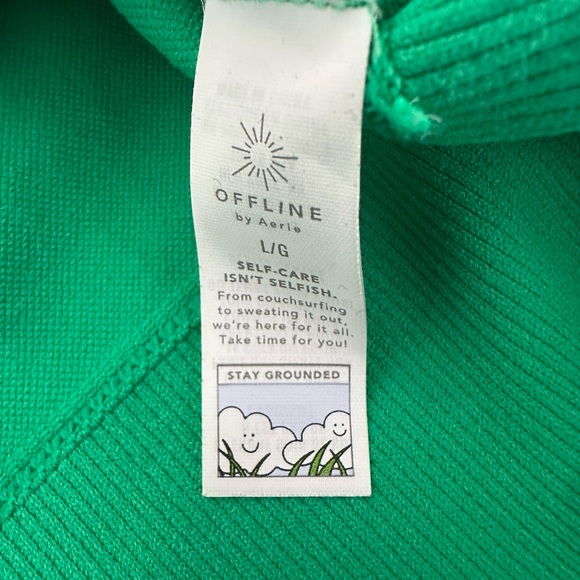 OFFLINE
by Aerie
L/G
SELF-CARE
ISN'T SELFISH.
From couchsurfing
to sweating it out,
we're here for it all.
Take time for you!
STAY GROUNDED